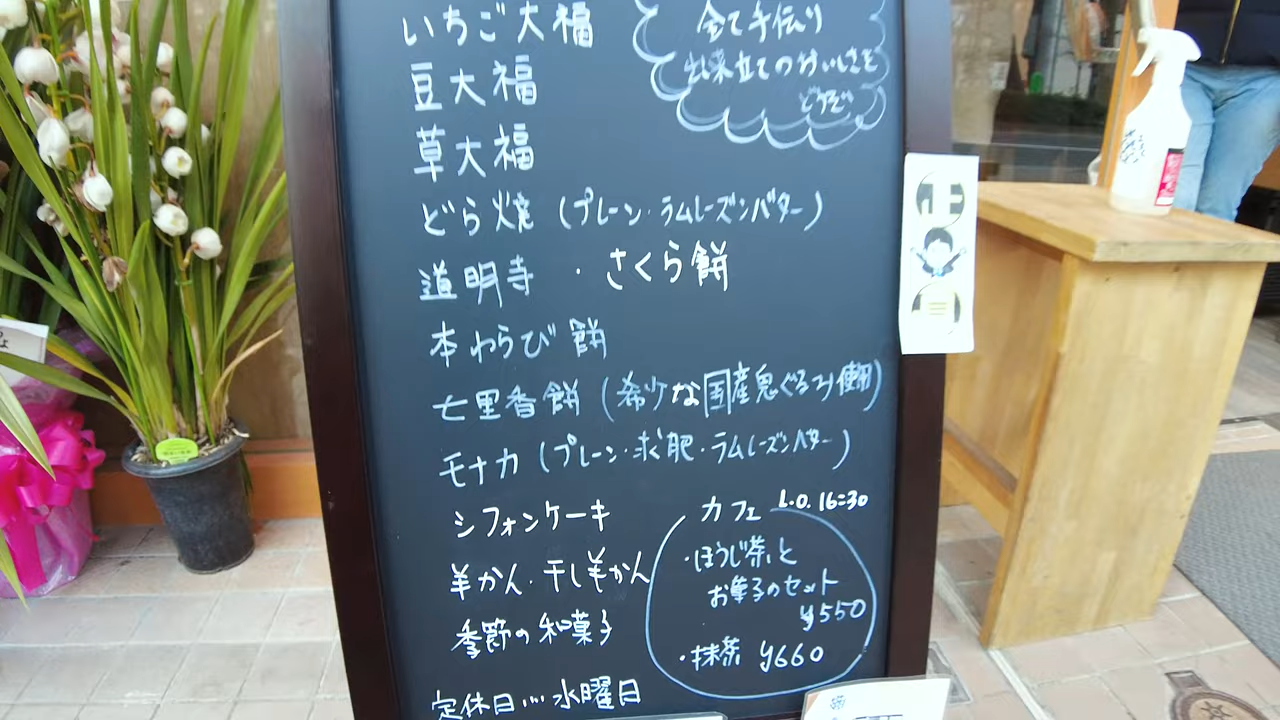 いちご大福
豆大福
草大福
どら焼（プレーン・ラムレーズンバター）
道明寺・さくら餅
本わらび餅
七里香餅（希少な国産鬼ぐるみ使用）
モナカ（プレーン・求肥・ラムレーズンバター）
シフォンケーキ
羊かん・干し羊かん
季節の和菓子
定休日…水曜日
全て手伝り
出来立てのおいしさを
どうぞ
カフェ L.O. 16:30
・ほうじ茶と
お菓子のセット
¥550
・抹茶 ¥660